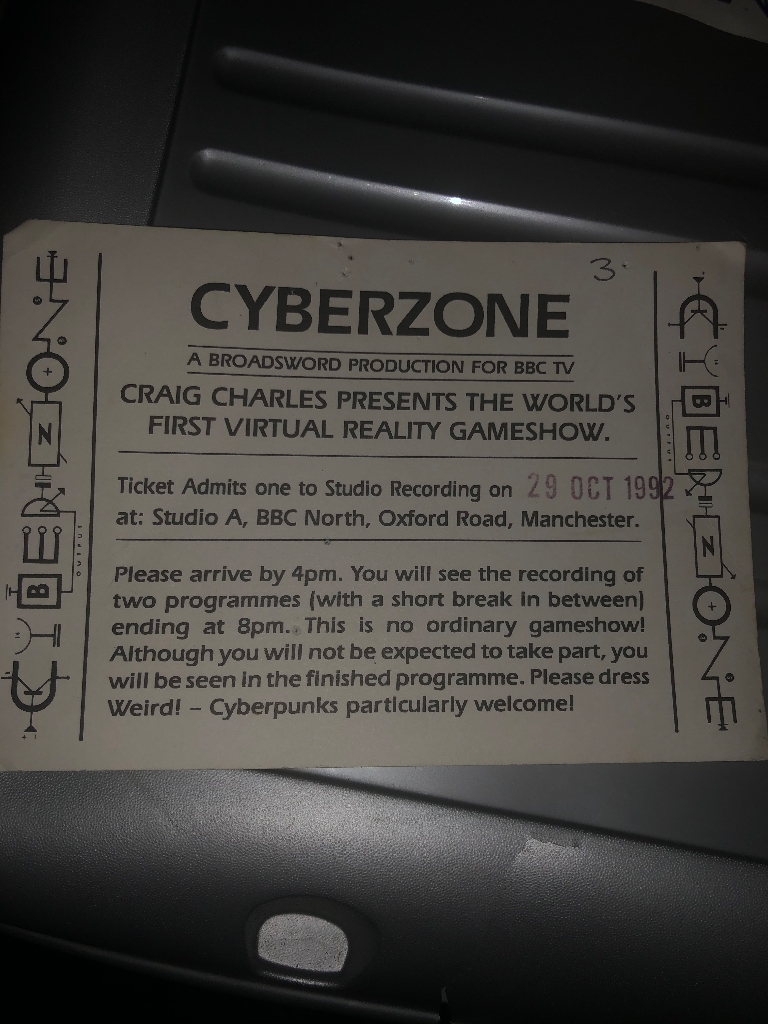 3.
CYBERZONE
A BROADSWORD PRODUCTION FOR BBC TV
CRAIG CHARLES PRESENTS THE WORLD'S
FIRST VIRTUAL REALITY GAMESHOW.
Ticket Admits one to Studio Recording on 29 OCT 1992
at: Studio A, BBC North, Oxford Road, Manchester.
Please arrive by 4pm. You will see the recording of
two programmes (with a short break in between)
ending at 8pm. This is no ordinary gameshow!
Although you will not be expected to take part, you
will be seen in the finished programme. Please dress
Weird! – Cyberpunks particularly welcome!
CYBEDZONE
OUTPUT
CYBEDZONE
OUTPUT